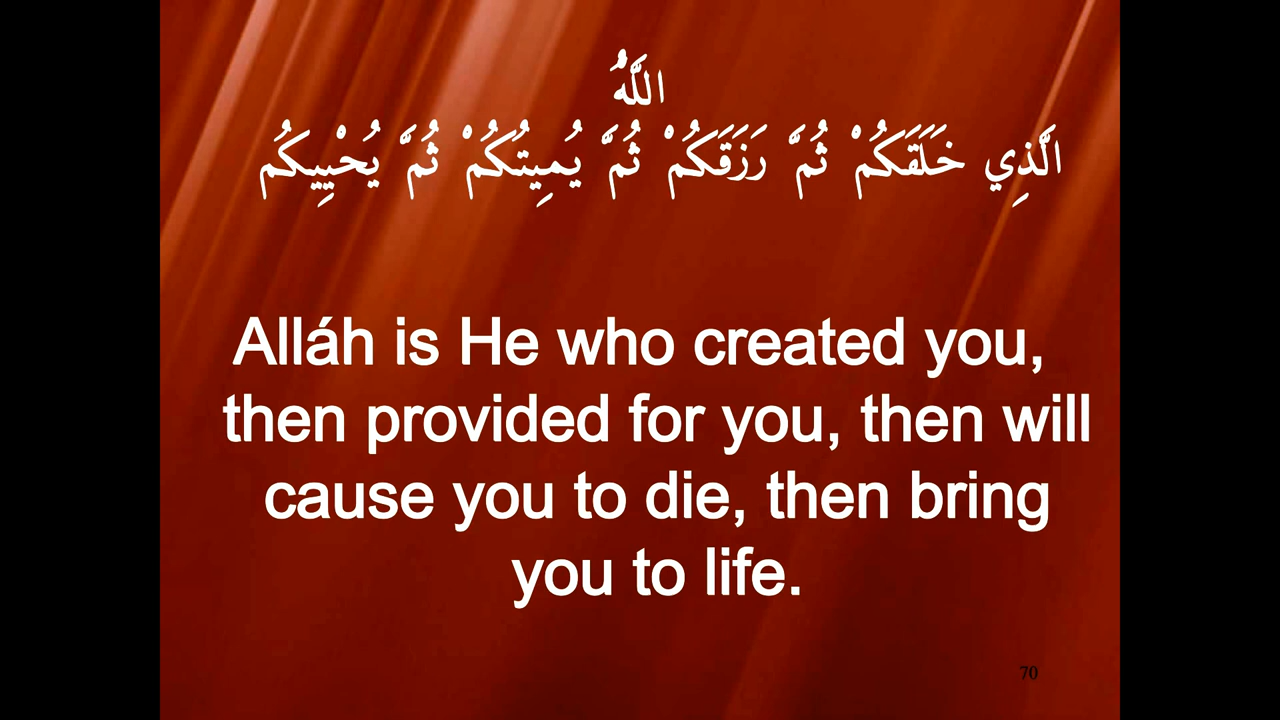 اللَّهُ
الَّذِي خَلَقَكُمْ ثُمَّ رَزَقَكُمْ ثُمَّ يُمِيتُكُمْ ثُمَّ يُحْيِيكُم
Alláh is He who created you,
then provided for you, then will
cause you to die, then bring
you to life.
70